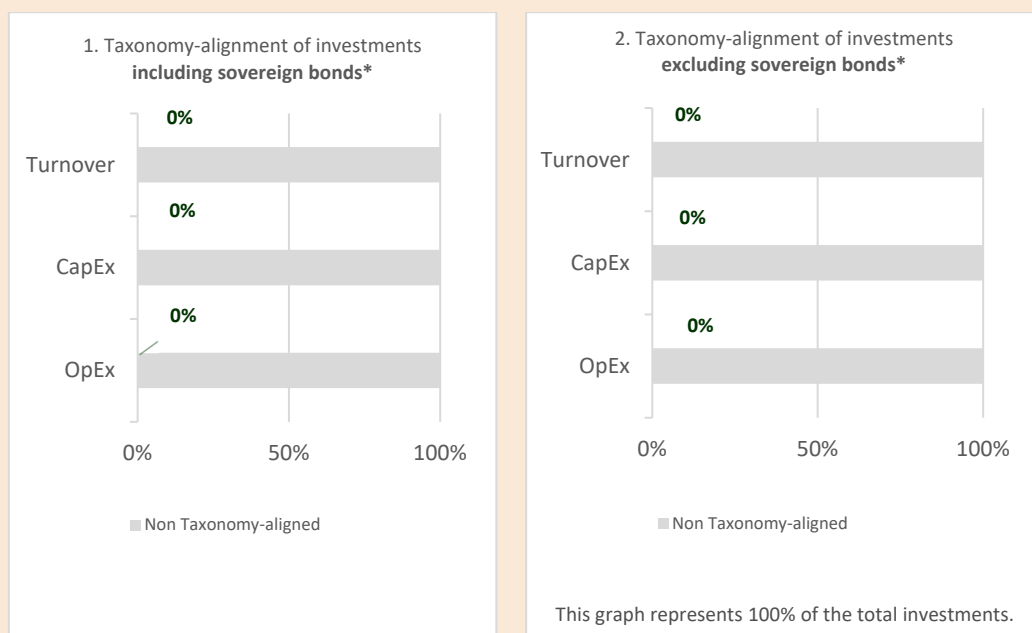 1. Taxonomy-alignment of investments
including sovereign bonds*
0%
Turnover
0%
CapEx
0%
OpEx
0%
50%
100%
Non Taxonomy-aligned
2. Taxonomy-alignment of investments
excluding sovereign bonds*
0%
Turnover
0%
CapEx
0%
OpEx
0%
50%
100%
Non Taxonomy-aligned
This graph represents 100% of the total investments.